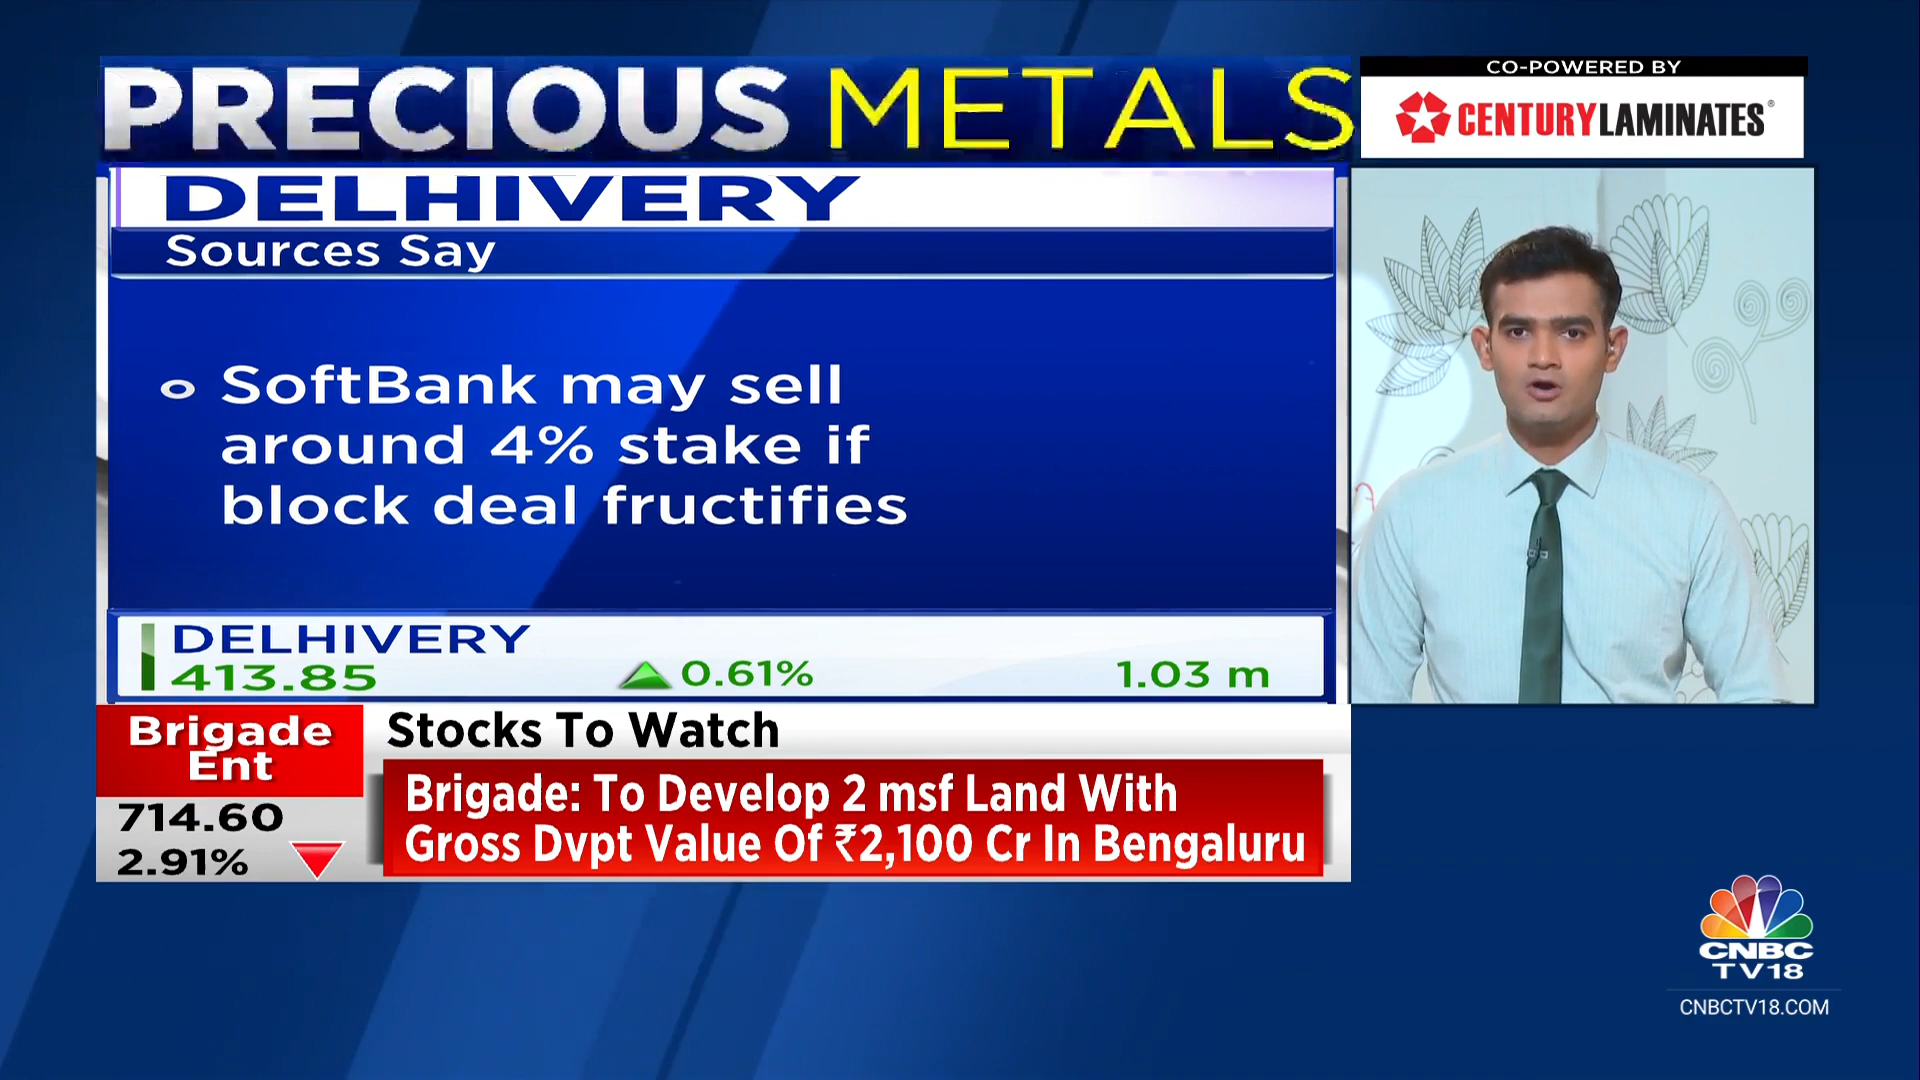 PRECIOUS METALS
CO-POWERED BY
CENTURYLAMINATES®
DELHIVERY
Sources Say
SoftBank may sell
around 4% stake if
block deal fructifies
DELHIVERY
413.85 0.61% 1.03 m
Brigade
Ent
714.60
2.91%
Stocks To Watch
Brigade: To Develop 2 msf Land With
Gross Dvpt Value Of ₹2,100 Cr In Bengaluru
CNBC
TV18
CNBCTV18.COM